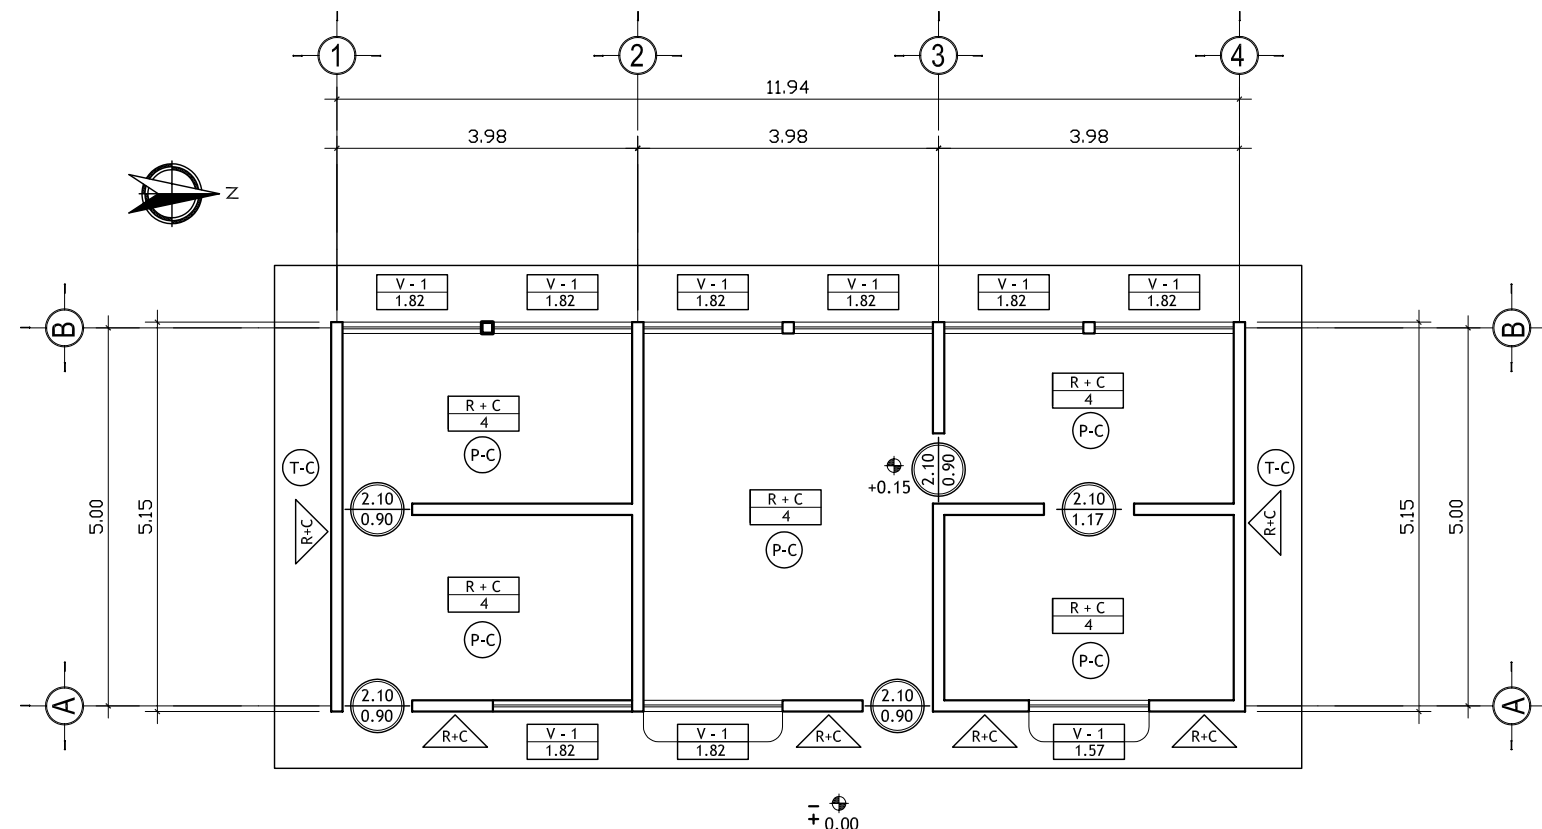 1 2 3 4
11.94
3.98 3.98 3.98
N
V - 1 V - 1 V - 1 V - 1 V - 1 V - 1
1.82 1.82 1.82 1.82 1.82 1.82
B B
R + C
4
P-C
R + C
4
P-C
T-C T-C
2.10
0.90
+0.15
R + C
4
P-C
5.00 5.15 5.15 5.00
2.10
0.90
2.10
1.17
R+C R+C
R + C
4
P-C
R + C
4
P-C
A A
2.10
0.90
2.10
0.90
R+C R+C R+C R+C
V - 1 V - 1 V - 1
1.82 1.82 1.57
±
0.00